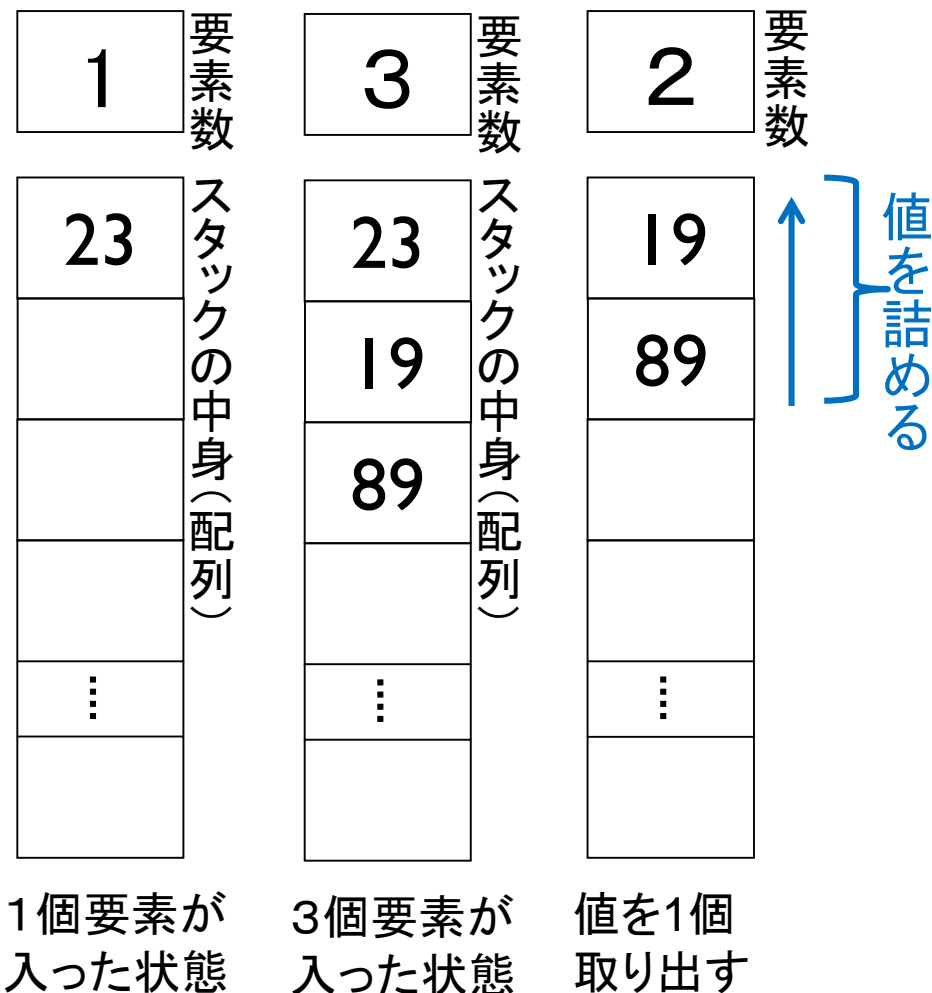 1
要素数
23
スタックの中身(配列)
⋮
1個要素が
入った状態
3
要素数
23
19
89
スタックの中身(配列)
⋮
3個要素が
入った状態
2
要素数
19
89
値を詰める
⋮
値を1個
取り出す